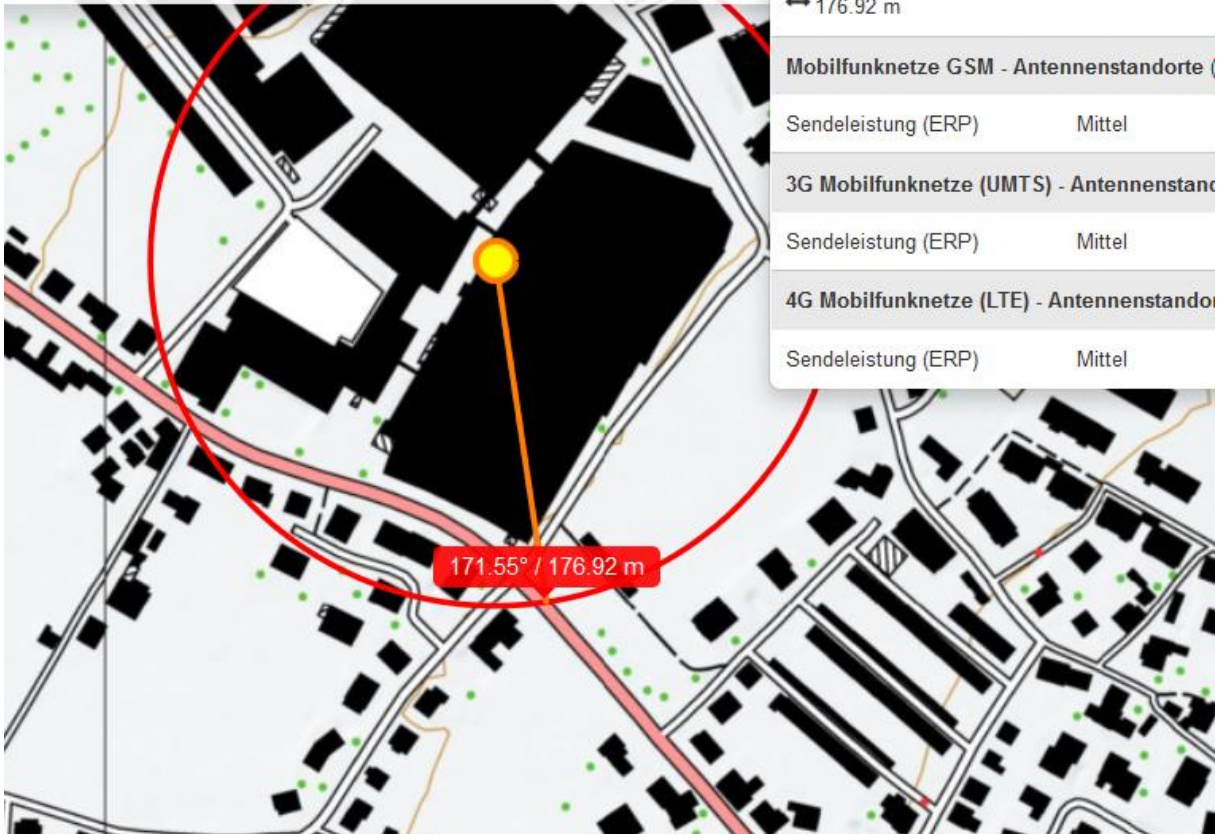 176.92 m
Mobilfunknetze GSM - Antennenstandorte (
Sendeleistung (ERP) Mittel
3G Mobilfunknetze (UMTS) - Antennenstand
Sendeleistung (ERP) Mittel
4G Mobilfunknetze (LTE) - Antennenstandor
Sendeleistung (ERP) Mittel
171.55° / 176.92 m